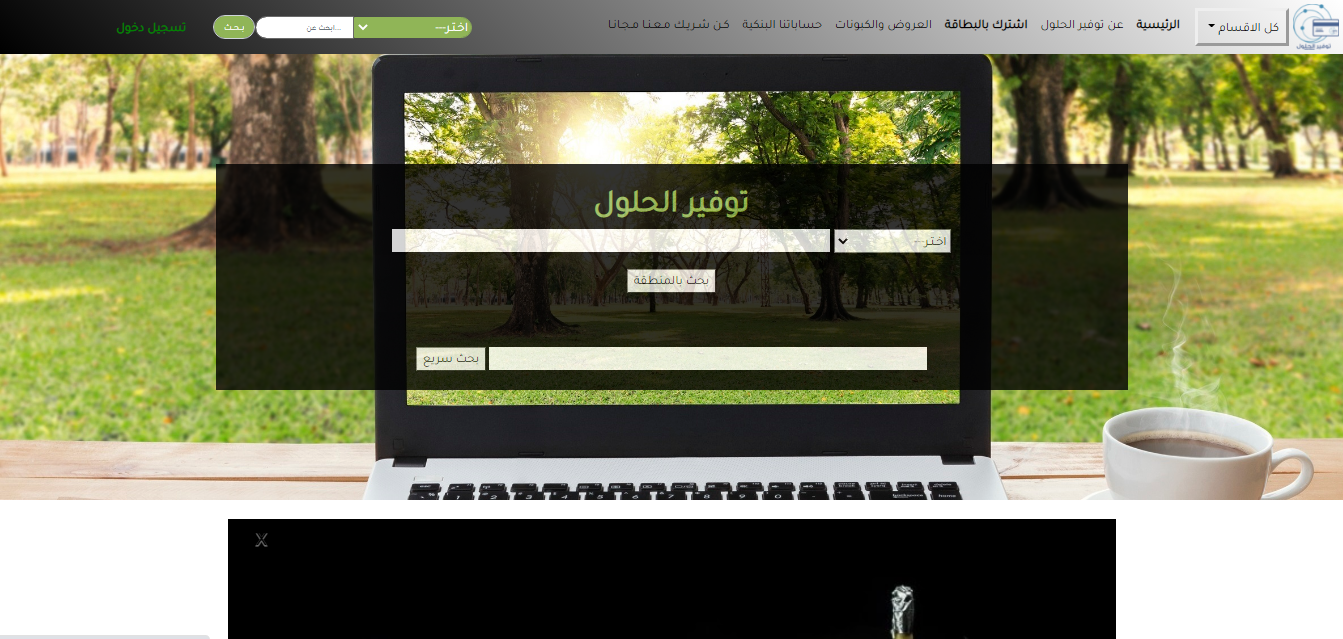 توفير الحلول
كل الاقسام
الرئيسية
عن توفير الحلول
اشترك بالبطاقة
العروض والكبونات
حساباتنا البنكية
كن شريك معنا مجانا
اختر---
ابحث عن...
بحث
تسجيل دخول
توفير الحلول
اختر---
بحث بالمنطقة
بحث سريع
X
home